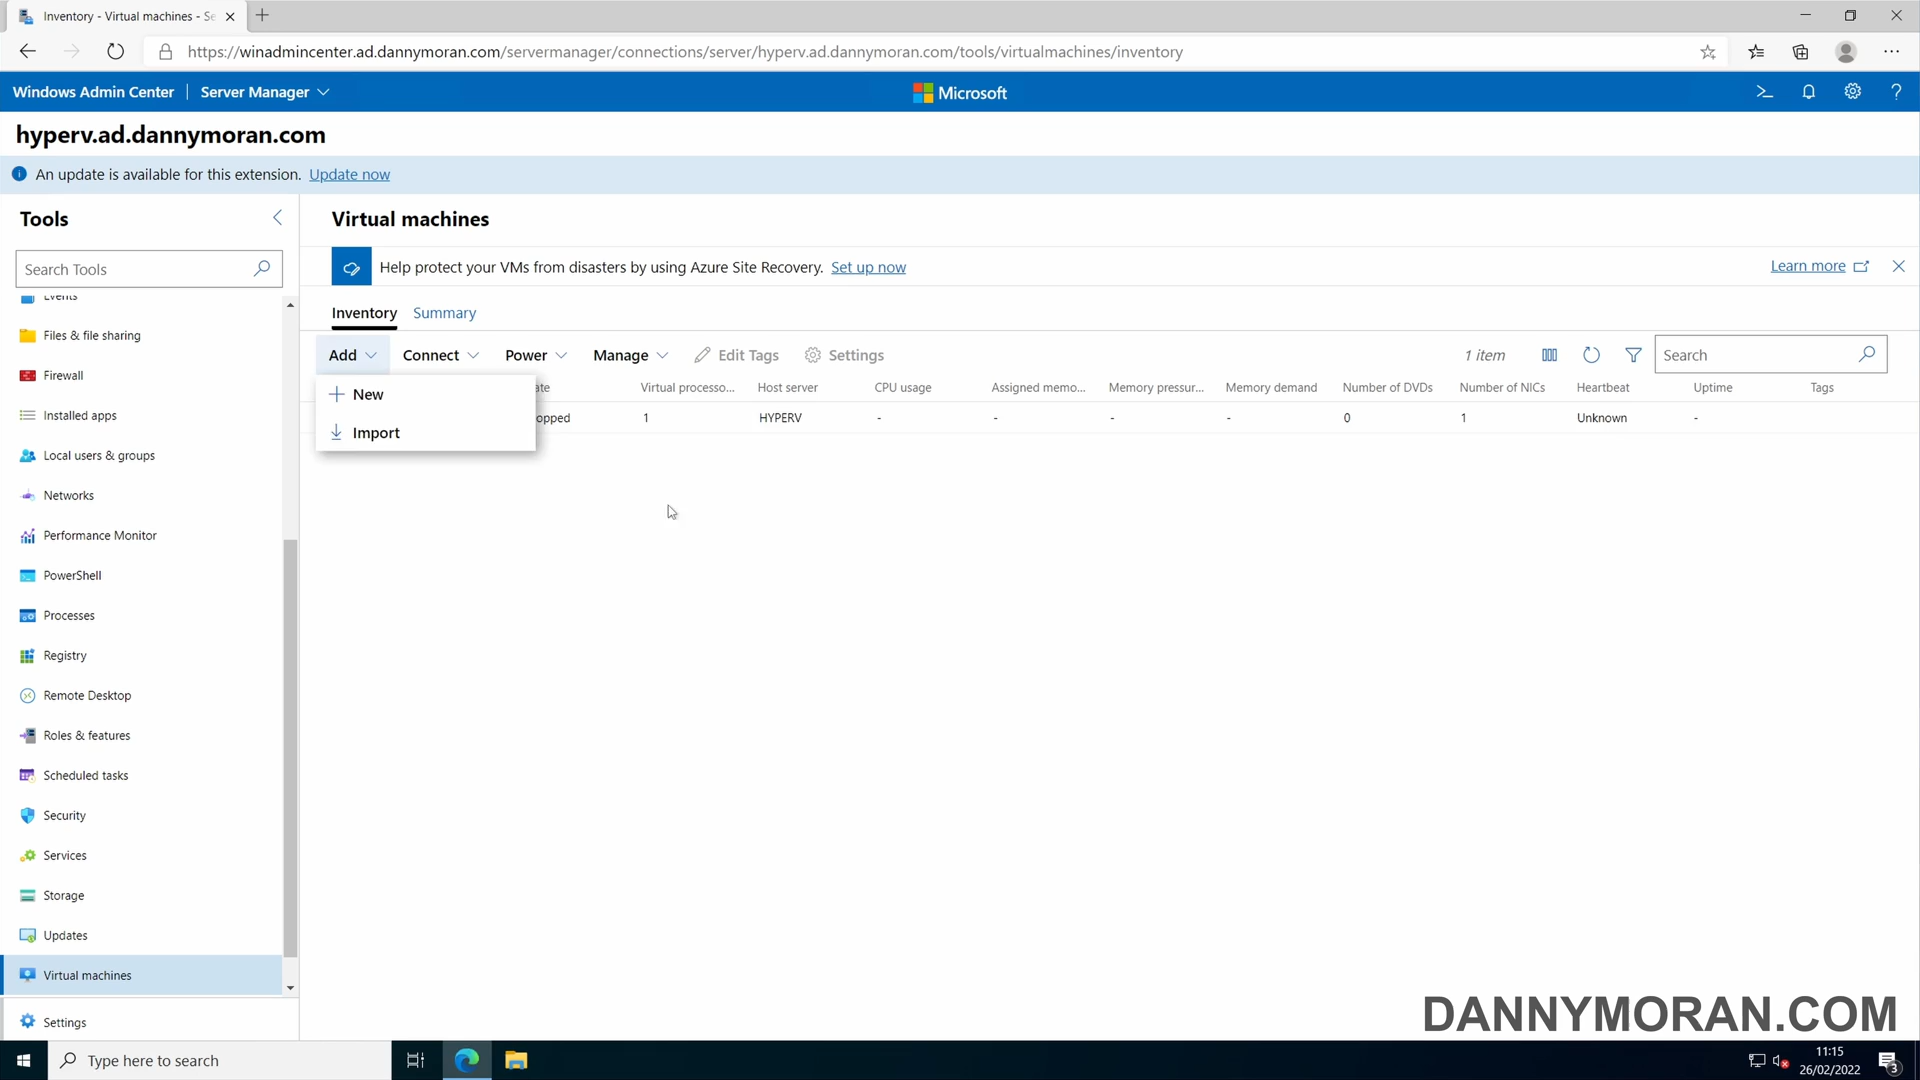 Inventory - Virtual machines - Se
https://winadmincenter.ad.dannymoran.com/servermanager/connections/server/hyperv.ad.dannymoran.com/tools/virtualmachines/inventory
Windows Admin Center | Server Manager
Microsoft
hyperv.ad.dannymoran.com
An update is available for this extension. Update now
Tools
Search Tools
Events
Files & file sharing
Firewall
Installed apps
Local users & groups
Networks
Performance Monitor
PowerShell
Processes
Registry
Remote Desktop
Roles & features
Scheduled tasks
Security
Services
Storage
Updates
Virtual machines
Settings
Virtual machines
Help protect your VMs from disasters by using Azure Site Recovery. Set up now
Learn more
Inventory Summary
Add Connect Power Manage Edit Tags Settings 1 item Search
New
Import
ate Virtual processo... Host server CPU usage Assigned memo... Memory pressur... Memory demand Number of DVDs Number of NICs Heartbeat Uptime Tags
opped 1 HYPERV - - - - 0 1 Unknown -
DANNYMORAN.COM
Type here to search
11:15
26/02/2022
3